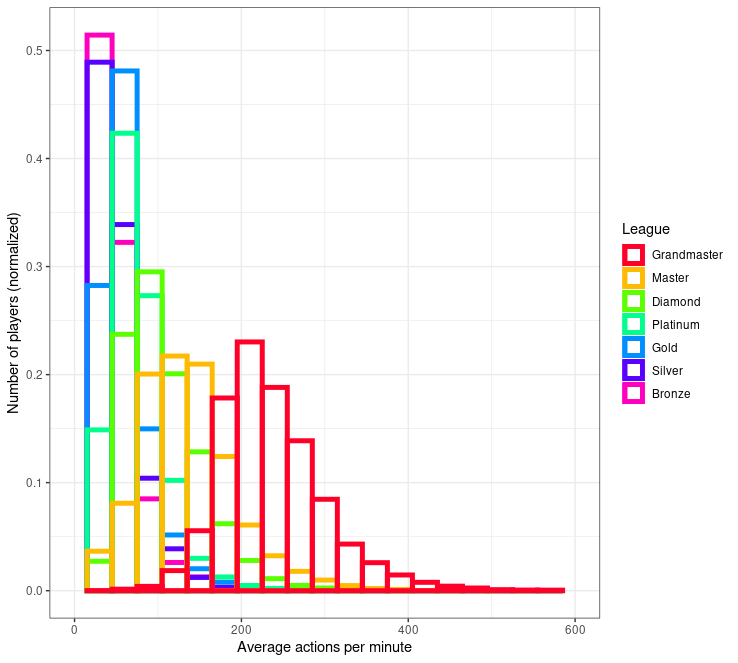 Number of players (normalized)
0.5
0.4
0.3
0.2
0.1
0.0
0
200
400
600
Average actions per minute
League
Grandmaster
Master
Diamond
Platinum
Gold
Silver
Bronze